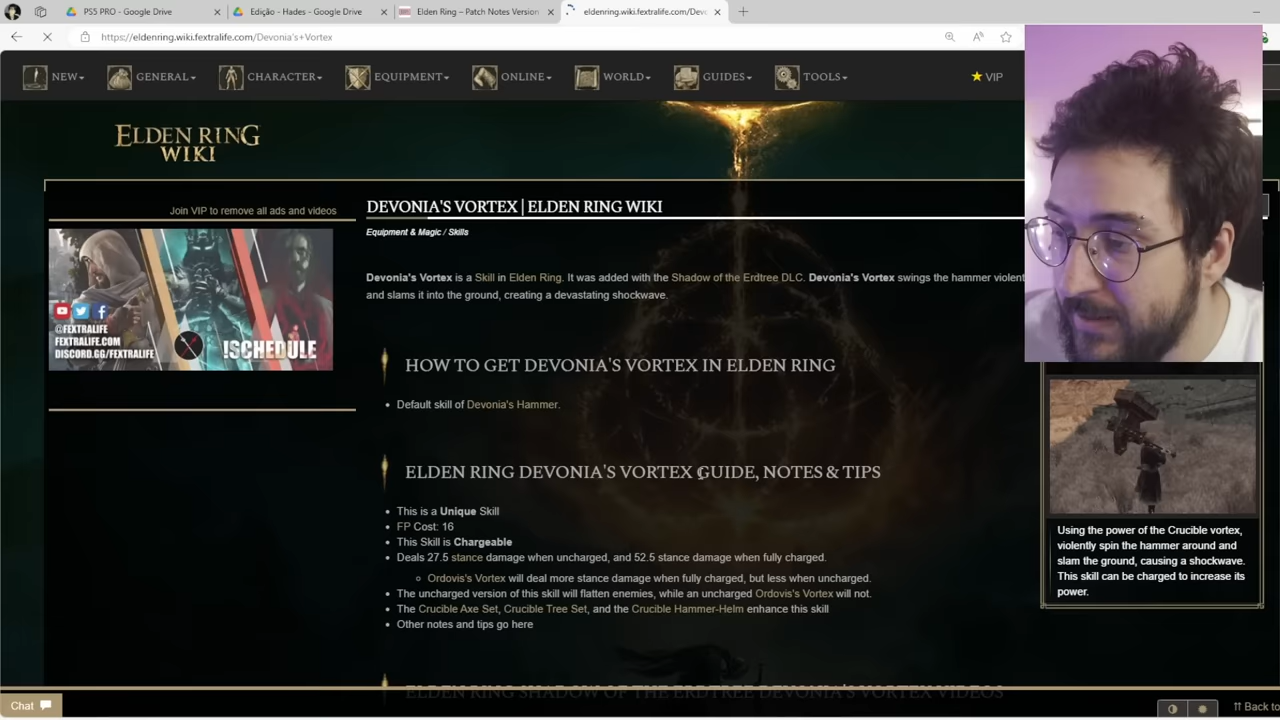 PS5 PRO - Google Drive
Edição - Hades - Google Drive
Elden Ring – Patch Notes Version
eldenring.wiki.fextralife.com/Dev
https://eldenring.wiki.fextralife.com/Devonia's+Vortex
NEW
GENERAL
CHARACTER
EQUIPMENT
ONLINE
WORLD
GUIDES
TOOLS
VIP
ELDEN RING
WIKI
Join VIP to remove all ads and videos
@FEXTRALIFE
FEXTRALIFE.COM
DISCORD.GG/FEXTRALIFE
!SCHEDULE
DEVONIA'S VORTEX | ELDEN RING WIKI
Equipment & Magic / Skills
Devonia's Vortex is a Skill in Elden Ring. It was added with the Shadow of the Erdtree DLC. Devonia's Vortex swings the hammer violent
and slams it into the ground, creating a devastating shockwave.
HOW TO GET DEVONIA'S VORTEX IN ELDEN RING
Default skill of Devonia's Hammer.
ELDEN RING DEVONIA'S VORTEX GUIDE, NOTES & TIPS
This is a Unique Skill
FP Cost: 16
This Skill is Chargeable
Deals 27.5 stance damage when uncharged, and 52.5 stance damage when fully charged.
Ordovis's Vortex will deal more stance damage when fully charged, but less when uncharged.
The uncharged version of this skill will flatten enemies, while an uncharged Ordovis's Vortex will not.
The Crucible Axe Set, Crucible Tree Set, and the Crucible Hammer-Helm enhance this skill
Other notes and tips go here
ELDEN RING SHADOW OF THE ERDTREE DEVONIA'S VORTEX VIDEOS
Using the power of the Crucible vortex,
violently spin the hammer around and
slam the ground, causing a shockwave.
This skill can be charged to increase its
power.
Chat
Back to